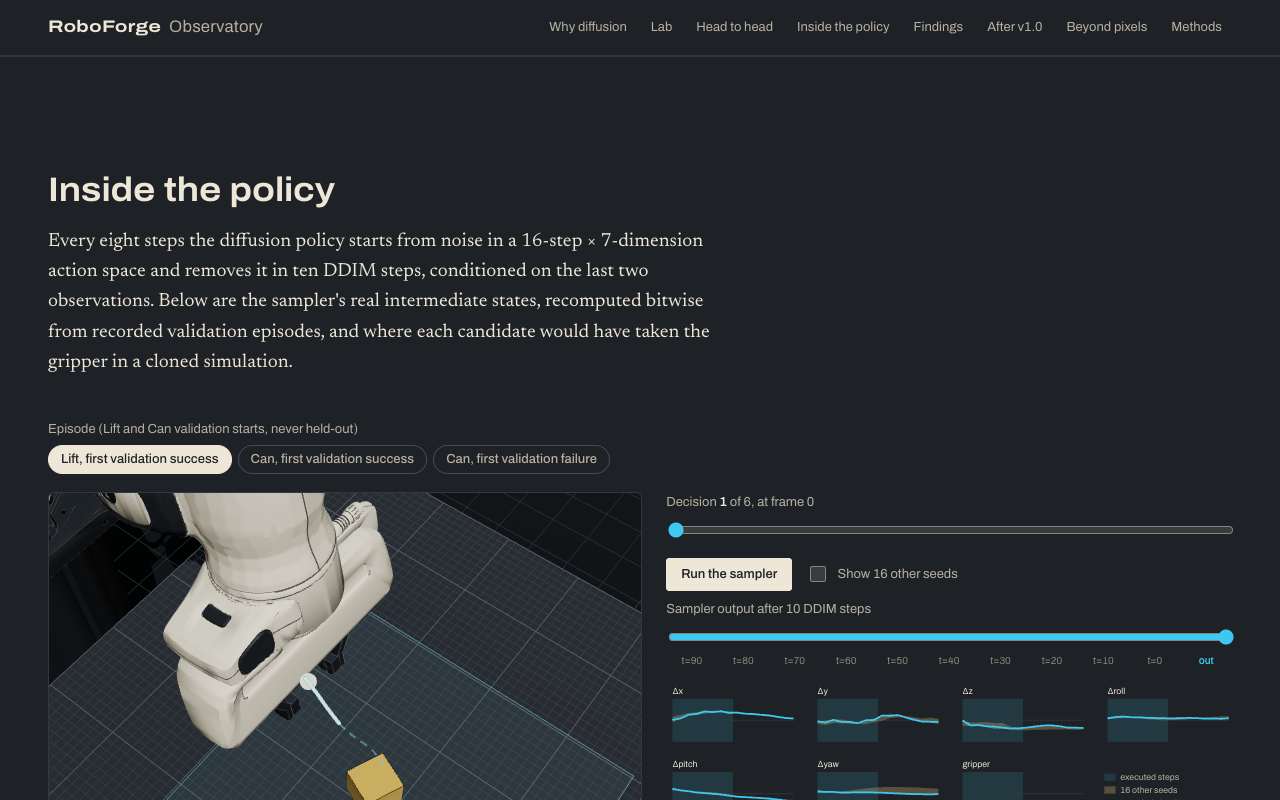 RoboForge Observatory
Why diffusion
Lab
Head to head
Inside the policy
Findings
After v1.0
Beyond pixels
Methods
Inside the policy
Every eight steps the diffusion policy starts from noise in a 16-step × 7-dimension
action space and removes it in ten DDIM steps, conditioned on the last two
observations. Below are the sampler's real intermediate states, recomputed bitwise
from recorded validation episodes, and where each candidate would have taken the
gripper in a cloned simulation.
Episode (Lift and Can validation starts, never held-out)
Lift, first validation success
Can, first validation success
Can, first validation failure
Decision 1 of 6, at frame 0
Run the sampler
Show 16 other seeds
Sampler output after 10 DDIM steps
t=90 t=80 t=70 t=60 t=50 t=40 t=30 t=20 t=10 t=0 out
Δx Δy Δz Δroll
Δpitch Δyaw gripper
executed steps
16 other seeds